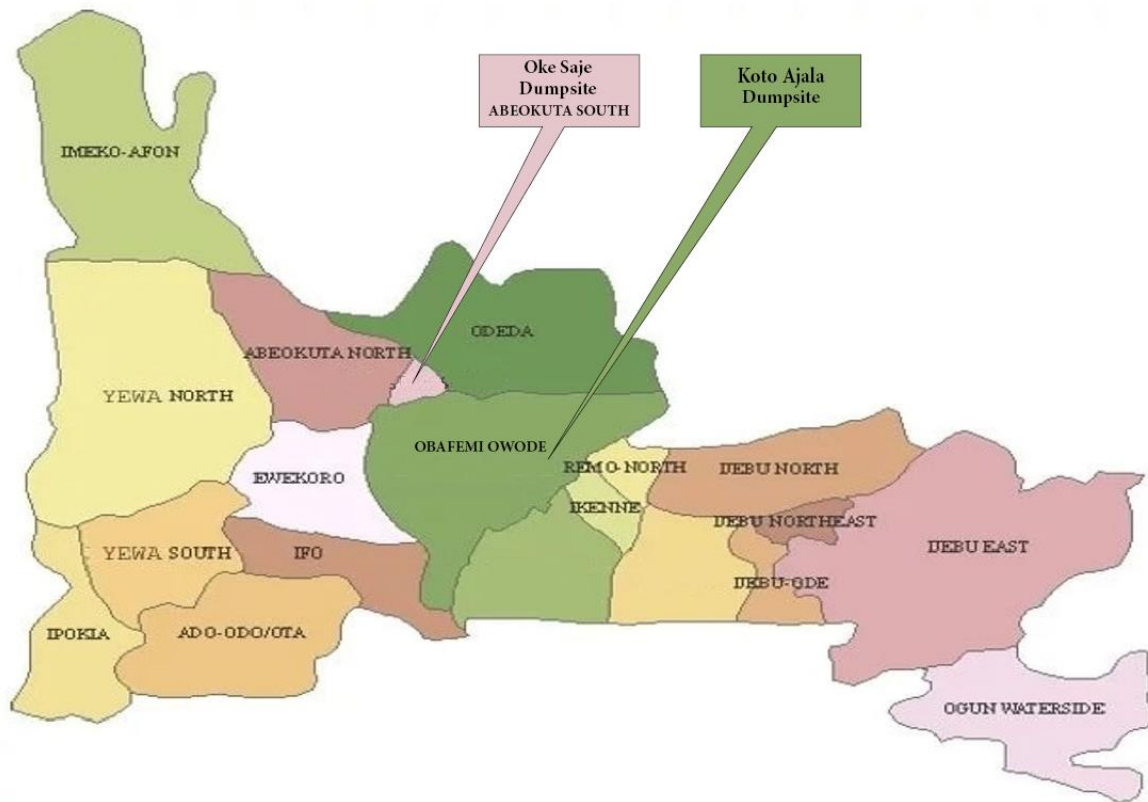 Oke Saje
Dumpsite
ABEOKUTA SOUTH
Koto Ajala
Dumpsite
IMEKO-AFON
ODEDA
ABEOKUTA NORTH
YEWA NORTH
OBAFEMI OWODE
REMO-NORTH
IJEBU NORTH
EWEKORO
IKENNE
IJEBU NORTHEAST
YEWA SOUTH
IFO
IJEBU EAST
IJEBU-ODE
IPOKIA
ADO-ODO/OTA
OGUN WATERSIDE